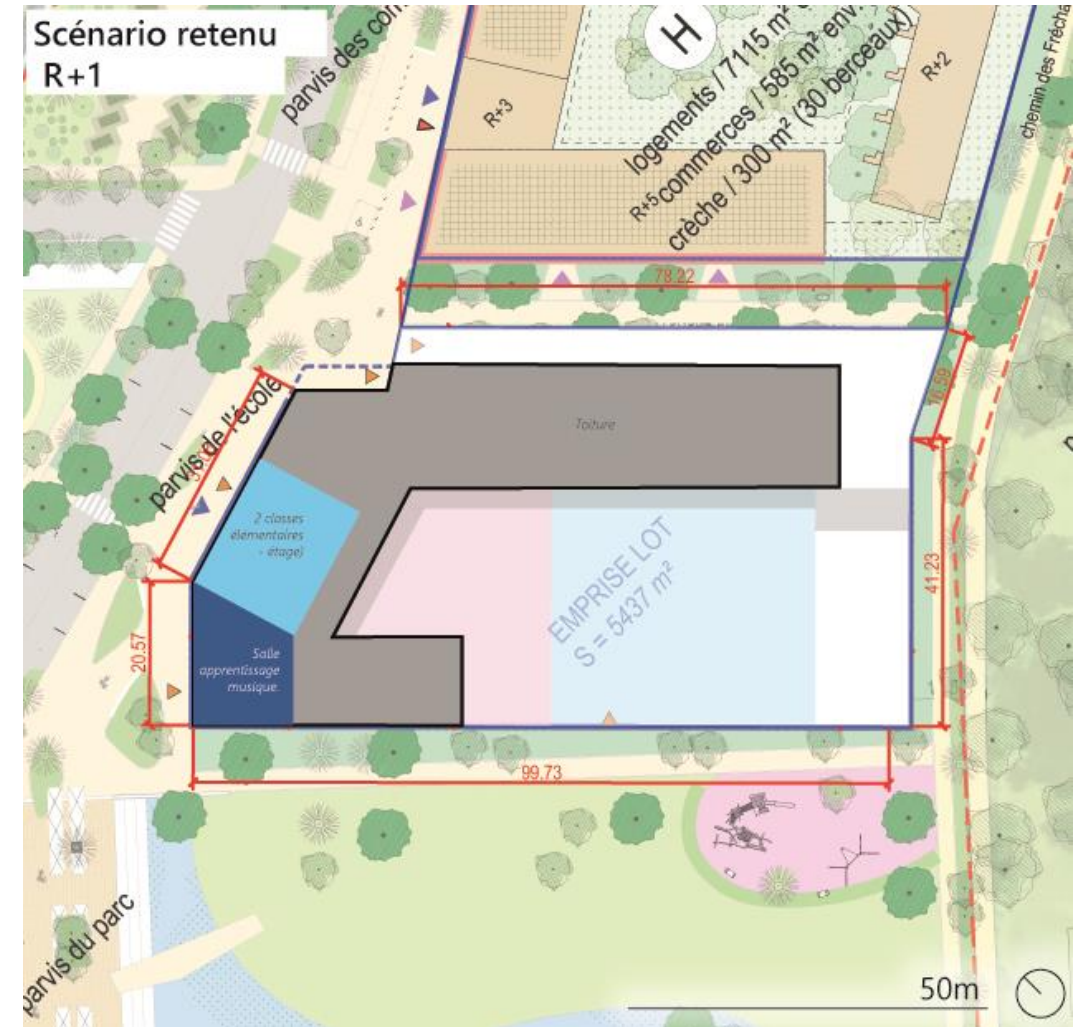 Scénario retenu
R+1
parvis des com
H
R+3
R+2
chemin des Frécha
logements / 7115 m²
R+5
commerces / 585 m² env.
crèche / 300 m² (30 berceaux)
78.22
parvis de l'école
Toiture
2 classes
élémentaires
- étage)
EMPRISE LOT
S = 5437 m²
41.23
20.57
Salle
apprentissage
musique.
99.73
parvis du parc
50m